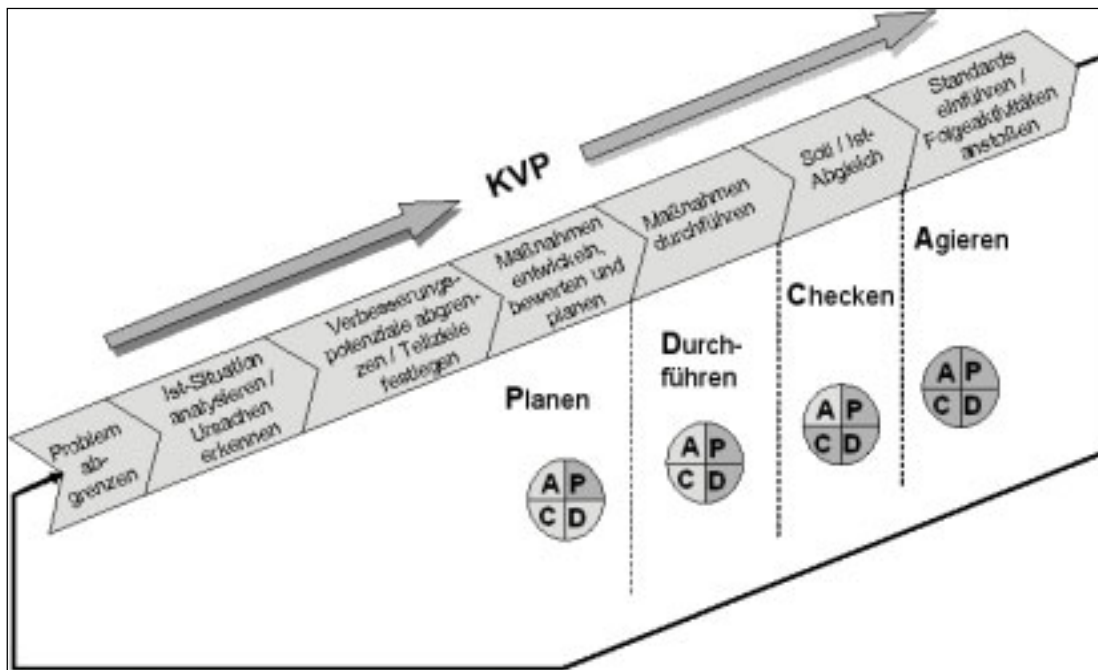 KVP
Problem
ab-
grenzen
Ist-Situation
analysieren /
Ursachen
erkennen
Verbesserungs-
potenziale abgren-
zen / Teilziele
festlegen
Maßnahmen
entwickeln,
bewerten und
planen
Maßnahmen
durchführen
Soll / Ist-
Abgleich
Standards
einführen /
Folgeaktivitäten
anstoßen
Planen
A P
C D
Durch-
führen
A P
C D
Checken
A P
C D
Agieren
A P
C D